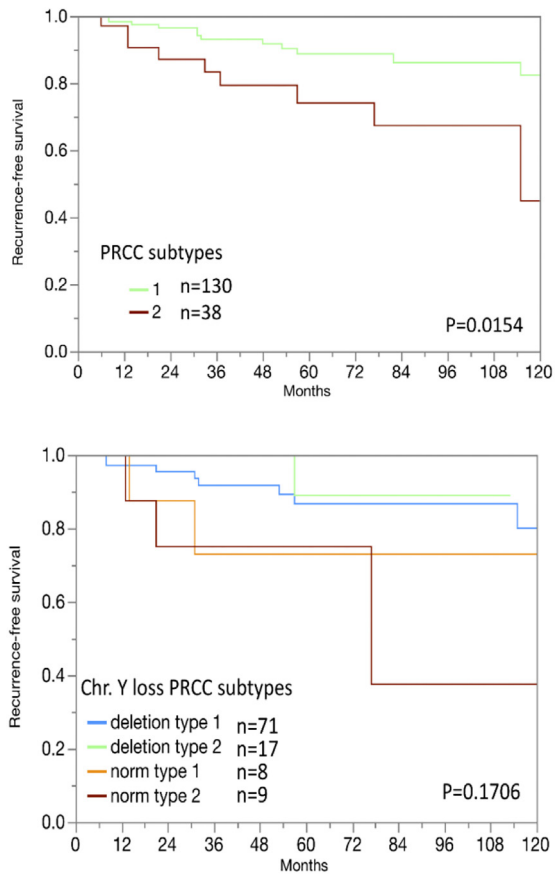 1.0
0.8
0.6
0.4
0.2
0.0
Recurrence-free survival
PRCC subtypes
1 n=130
2 n=38
P=0.0154
0 12 24 36 48 60 72 84 96 108 120
Months
1.0
0.8
0.6
0.4
0.2
0.0
Recurrence-free survival
Chr. Y loss PRCC subtypes
deletion type 1 n=71
deletion type 2 n=17
norm type 1 n=8
norm type 2 n=9
P=0.1706
0 12 24 36 48 60 72 84 96 108 120
Months